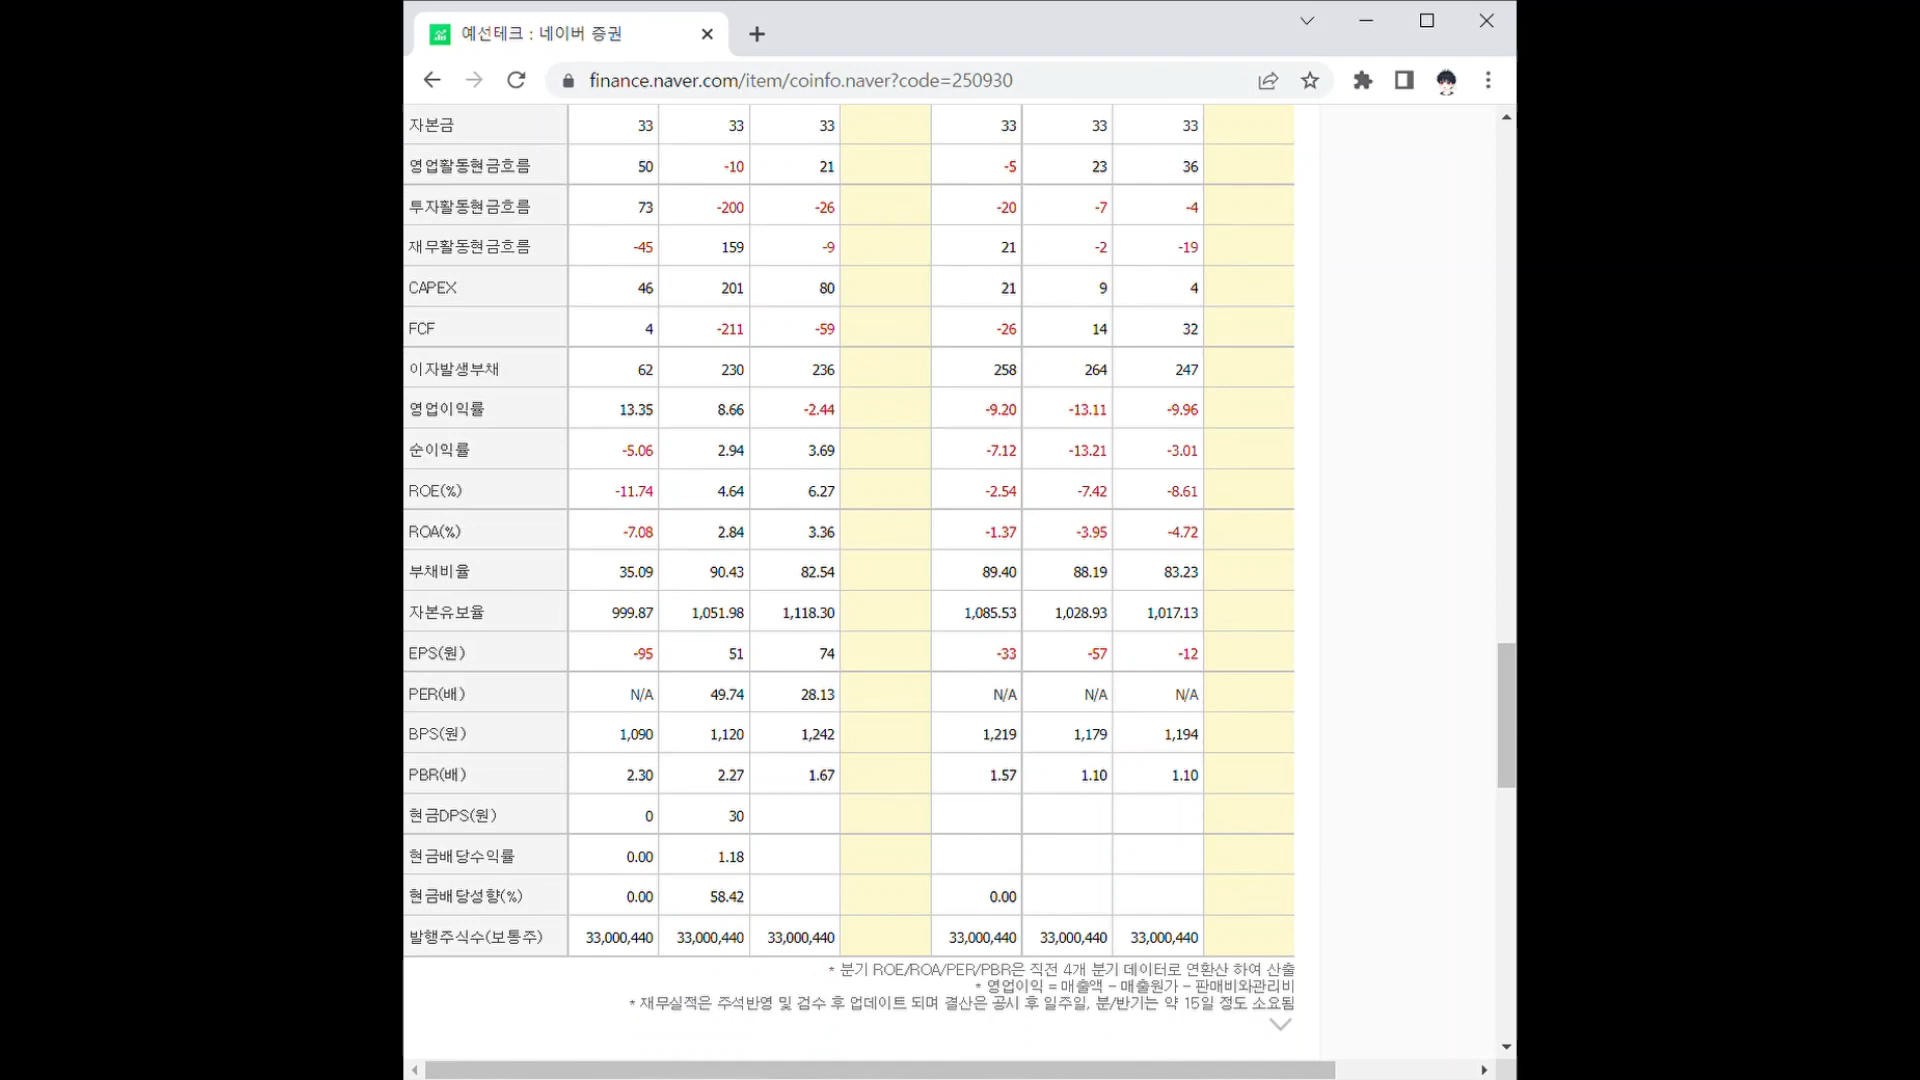 예선테크 : 네이버 증권
finance.naver.com/item/coinfo.naver?code=250930
자본금 33 33 33 33 33 33
영업활동현금흐름 50 -10 21 -5 23 36
투자활동현금흐름 73 -200 -26 -20 -7 -4
재무활동현금흐름 -45 159 -9 21 -2 -19
CAPEX 46 201 80 21 9 4
FCF 4 -211 -59 -26 14 32
이자발생부채 62 230 236 258 264 247
영업이익률 13.35 8.66 -2.44 -9.20 -13.11 -9.96
순이익률 -5.06 2.94 3.69 -7.12 -13.21 -3.01
ROE(%) -11.74 4.64 6.27 -2.54 -7.42 -8.61
ROA(%) -7.08 2.84 3.36 -1.37 -3.95 -4.72
부채비율 35.09 90.43 82.54 89.40 88.19 83.23
자본유보율 999.87 1,051.98 1,118.30 1,085.53 1,028.93 1,017.13
EPS(원) -95 51 74 -33 -57 -12
PER(배) N/A 49.74 28.13 N/A N/A N/A
BPS(원) 1,090 1,120 1,242 1,219 1,179 1,194
PBR(배) 2.30 2.27 1.67 1.57 1.10 1.10
현금DPS(원) 0 30
현금배당수익률 0.00 1.18
현금배당성향(%) 0.00 58.42 0.00
발행주식수(보통주) 33,000,440 33,000,440 33,000,440 33,000,440 33,000,440 33,000,440
* 분기 ROE/ROA/PER/PBR은 직전 4개 분기 데이터로 연환산 하여 산출
* 영업이익 = 매출액 - 매출원가 - 판매비와관리비
* 재무실적은 주석반영 및 검수 후 업데이트 되며 결산은 공시 후 일주일, 분/반기는 약 15일 정도 소요됨